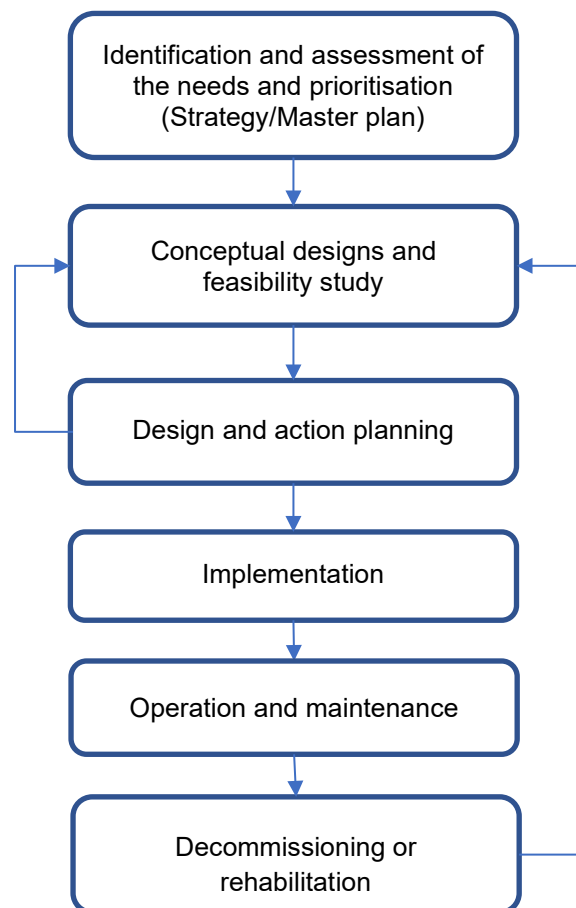 Identification and assessment of
the needs and prioritisation
(Strategy/Master plan)
Conceptual designs and
feasibility study
Design and action planning
Implementation
Operation and maintenance
Decommissioning or
rehabilitation